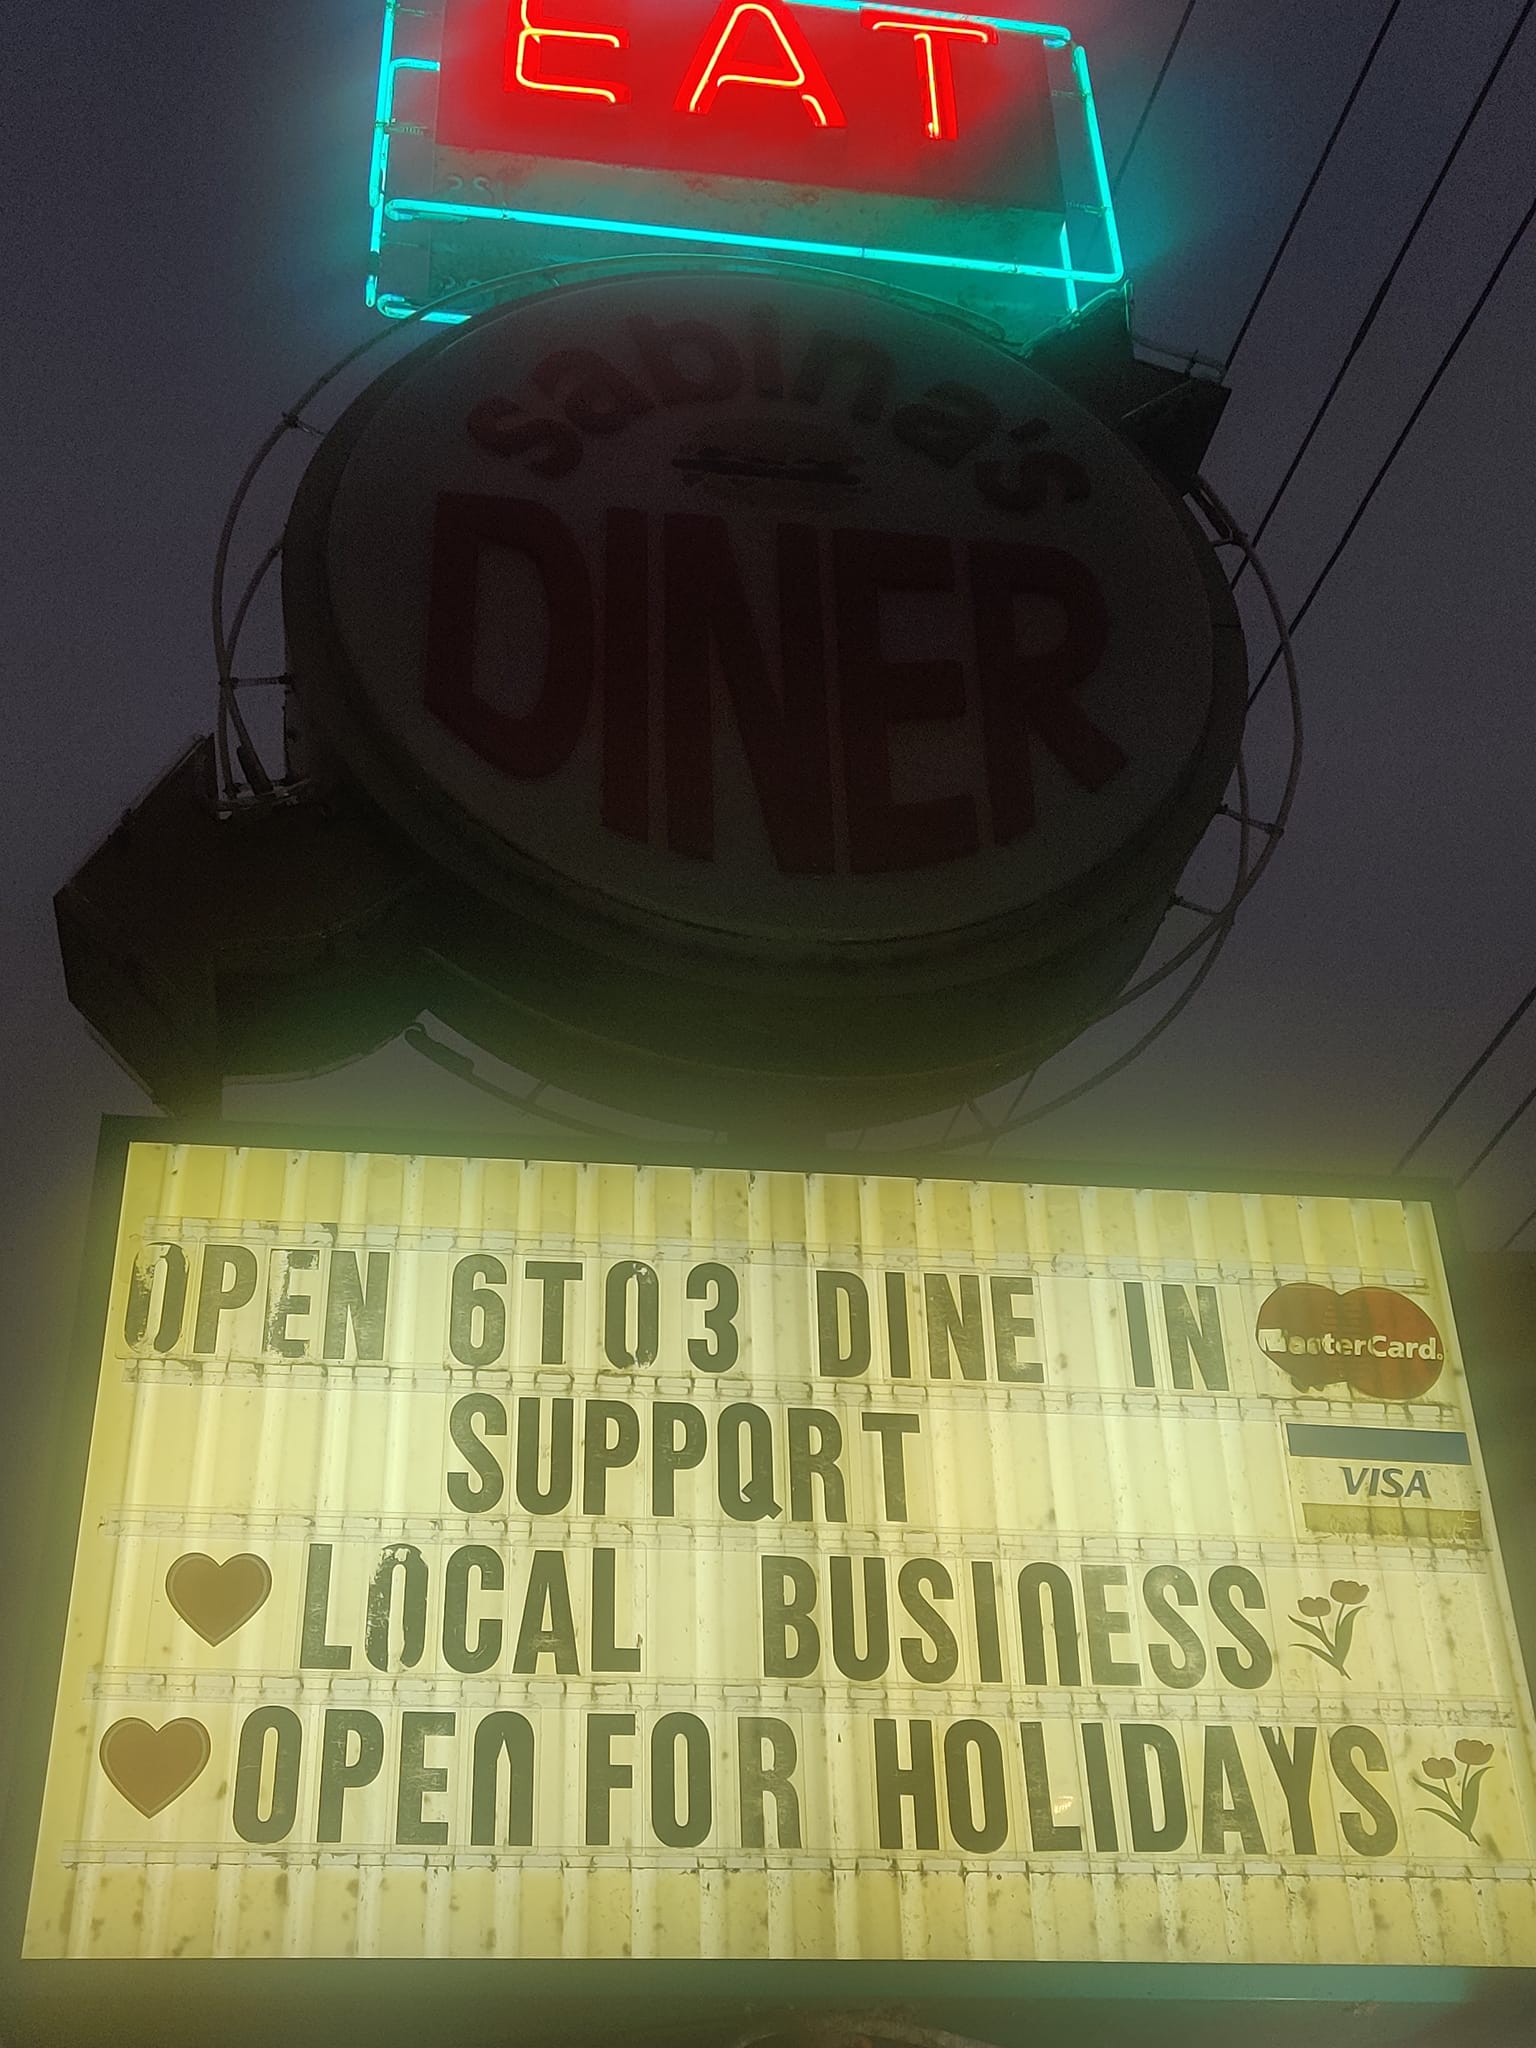 EAT
sabina's
DINER
OPEN 6TO3 DINE IN
MasterCard.
SUPPQRT
VISA
LOCAL BUSINESS
OPEN FOR HOLIDAYS